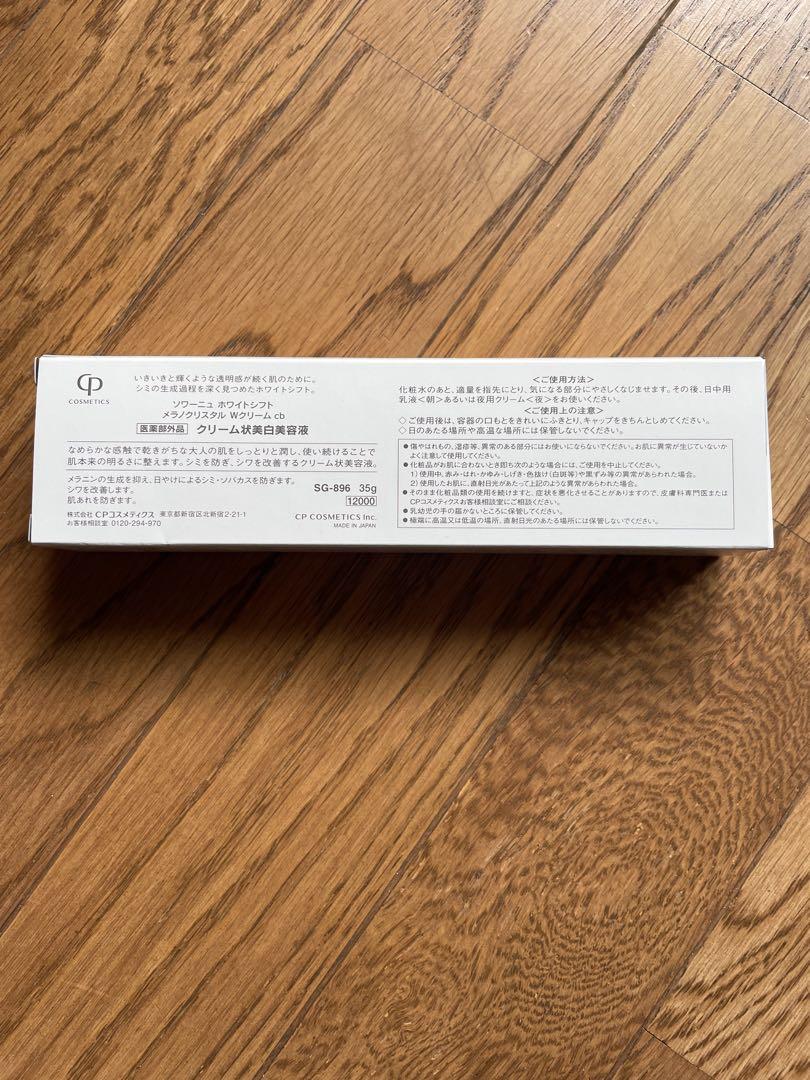 CP
COSMETICS
いきいきと輝くような透明感が続く肌のために。
シミの生成過程を深く見つめたホワイトシフト。
ソワーニュ ホワイトシフト
メラノクリスタル Wクリーム cb
医薬部外品 クリーム状美白美容液
なめらかな感触で乾きがちな大人の肌をしっとりと潤し、使い続けることで
肌本来の明るさに整えます。シミを防ぎ、シワを改善するクリーム状美容液。
メラニンの生成を抑え、日やけによるシミ・ソバカスを防ぎます。
シワを改善します。
肌あれを防ぎます。
SG-896 35g
12000
株式会社 CPコスメティクス 東京都新宿区北新宿2-21-1
お客様相談室 0120-294-970
CP COSMETICS Inc.
MADE IN JAPAN
＜ご使用方法＞
化粧水のあと、適量を指先にとり、気になる部分にやさしくなじませます。その後、日中用
乳液＜朝＞あるいは夜用クリーム＜夜＞をお使いください。
＜ご使用上の注意＞
◇ご使用後は、容器の口もとをきれいにふきとり、キャップをきちんとしめてください。
◇日のあたる場所や高温な場所には保管しないでください。
●傷やはれもの、湿疹等、異常のある部分にはお使いにならないでください。お肌に異常が生じていないか
よく注意して使用してください。
●化粧品がお肌に合わないとき即ち次のような場合には、ご使用を中止してください。
1）使用中、赤み・はれ・かゆみ・しげき・色抜け（白斑等）や黒ずみ等の異常があらわれた場合。
2）使用したお肌に、直射日光があたって上記のような異常があらわれた場合。
●そのまま化粧品類の使用を続けますと、症状を悪化させることがありますので、皮膚科専門医または
CPコスメティクスお客様相談室にご相談ください。
●乳幼児の手の届かないところに保管してください。
●極端に高温又は低温の場所、直射日光のあたる場所には保管しないでください。